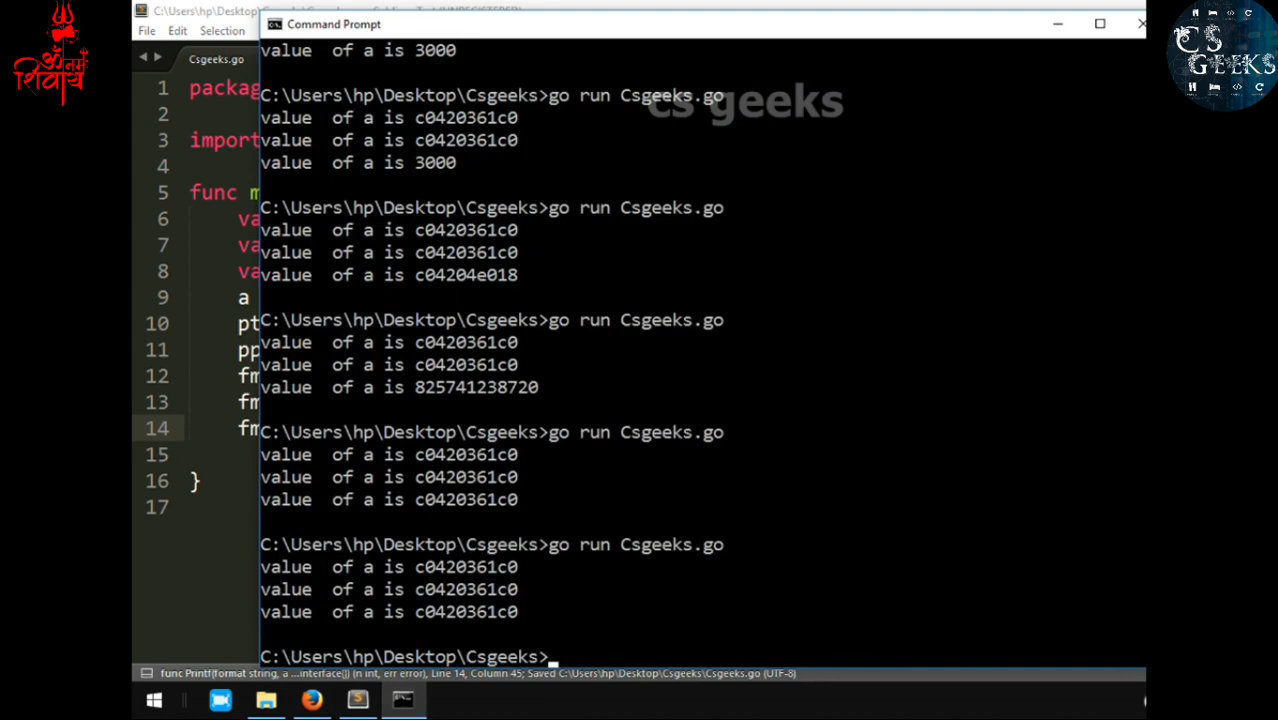 ॐ नमः
शिवाय
CS
GEEKS
File Edit Selection
Command Prompt
Csgeeks.go
cs geeks
1 packag
2
3 import
4
5 func m
6 va
7 va
8 va
9 a
10 pt
11 pp
12 fm
13 fm
14 fm
15
16 }
17
value  of a is 3000
C:\Users\hp\Desktop\Csgeeks>go run Csgeeks.go
value  of a is c0420361c0
value  of a is c0420361c0
value  of a is 3000
C:\Users\hp\Desktop\Csgeeks>go run Csgeeks.go
value  of a is c0420361c0
value  of a is c0420361c0
value  of a is c04204e018
C:\Users\hp\Desktop\Csgeeks>go run Csgeeks.go
value  of a is c0420361c0
value  of a is c0420361c0
value  of a is 825741238720
C:\Users\hp\Desktop\Csgeeks>go run Csgeeks.go
value  of a is c0420361c0
value  of a is c0420361c0
value  of a is c0420361c0
C:\Users\hp\Desktop\Csgeeks>go run Csgeeks.go
value  of a is c0420361c0
value  of a is c0420361c0
value  of a is c0420361c0
C:\Users\hp\Desktop\Csgeeks>
func Printf(format string, a ...interface{}) (n int, err error), Line 14, Column 45; Saved C:\Users\hp\Desktop\Csgeeks\Csgeeks.go (UTF-8)